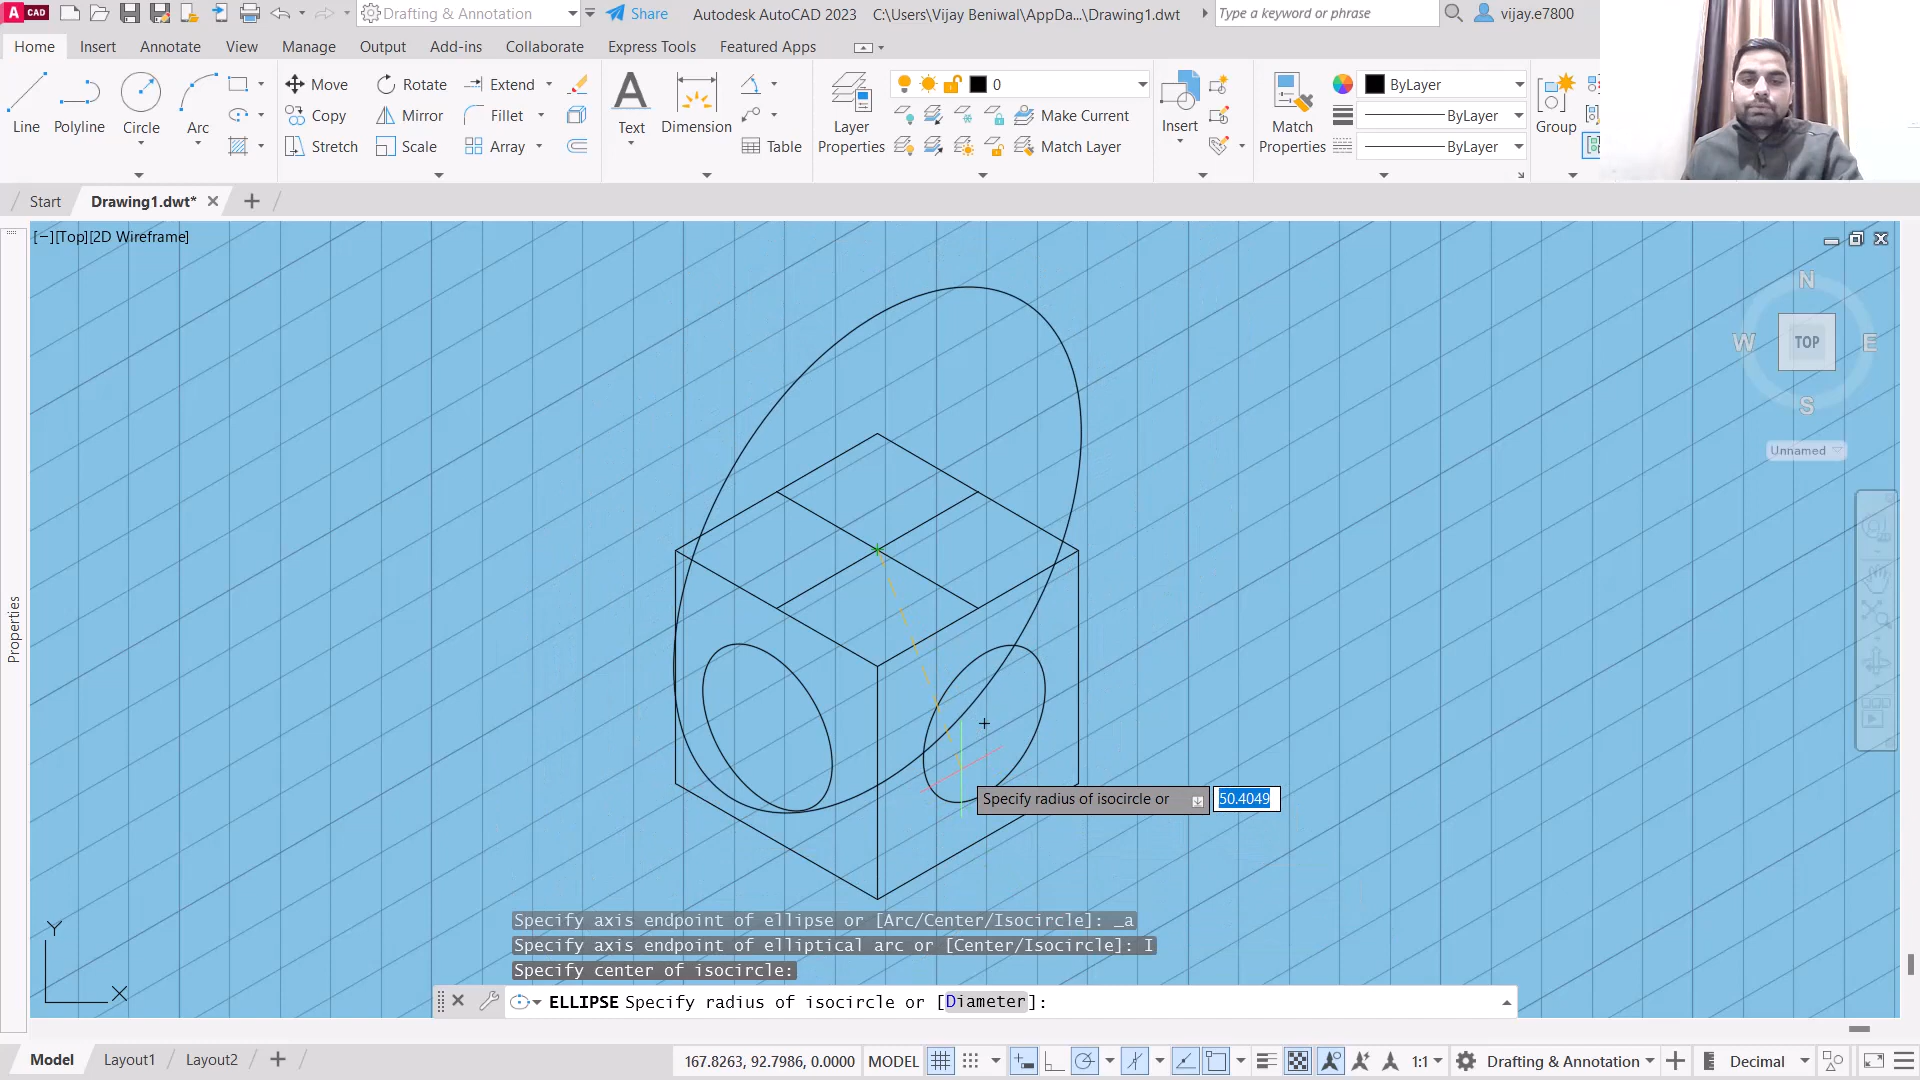 A CAD
Drafting & Annotation
Share
Autodesk AutoCAD 2023 C:\Users\Vijay Beniwal\AppDa...\Drawing1.dwt
Type a keyword or phrase
vijay.e7800
Home Insert Annotate View Manage Output Add-ins Collaborate Express Tools Featured Apps
Line
Polyline
Circle
Arc
Move
Rotate
Extend
Copy
Mirror
Fillet
Stretch
Scale
Array
Text
Dimension
Table
Layer
Properties
0
Make Current
Match Layer
Insert
Match
Properties
ByLayer
ByLayer
ByLayer
Group
Start
Drawing1.dwt*
[−][Top][2D Wireframe]
N
W
TOP
E
S
Unnamed
Properties
Specify radius of isocircle or
50.4049
Specify axis endpoint of ellipse or [Arc/Center/Isocircle]: _a
Specify axis endpoint of elliptical arc or [Center/Isocircle]: I
Specify center of isocircle:
ELLIPSE Specify radius of isocircle or [Diameter]:
Y
X
Model
Layout1
Layout2
167.8263, 92.7986, 0.0000
MODEL
1:1
Drafting & Annotation
Decimal